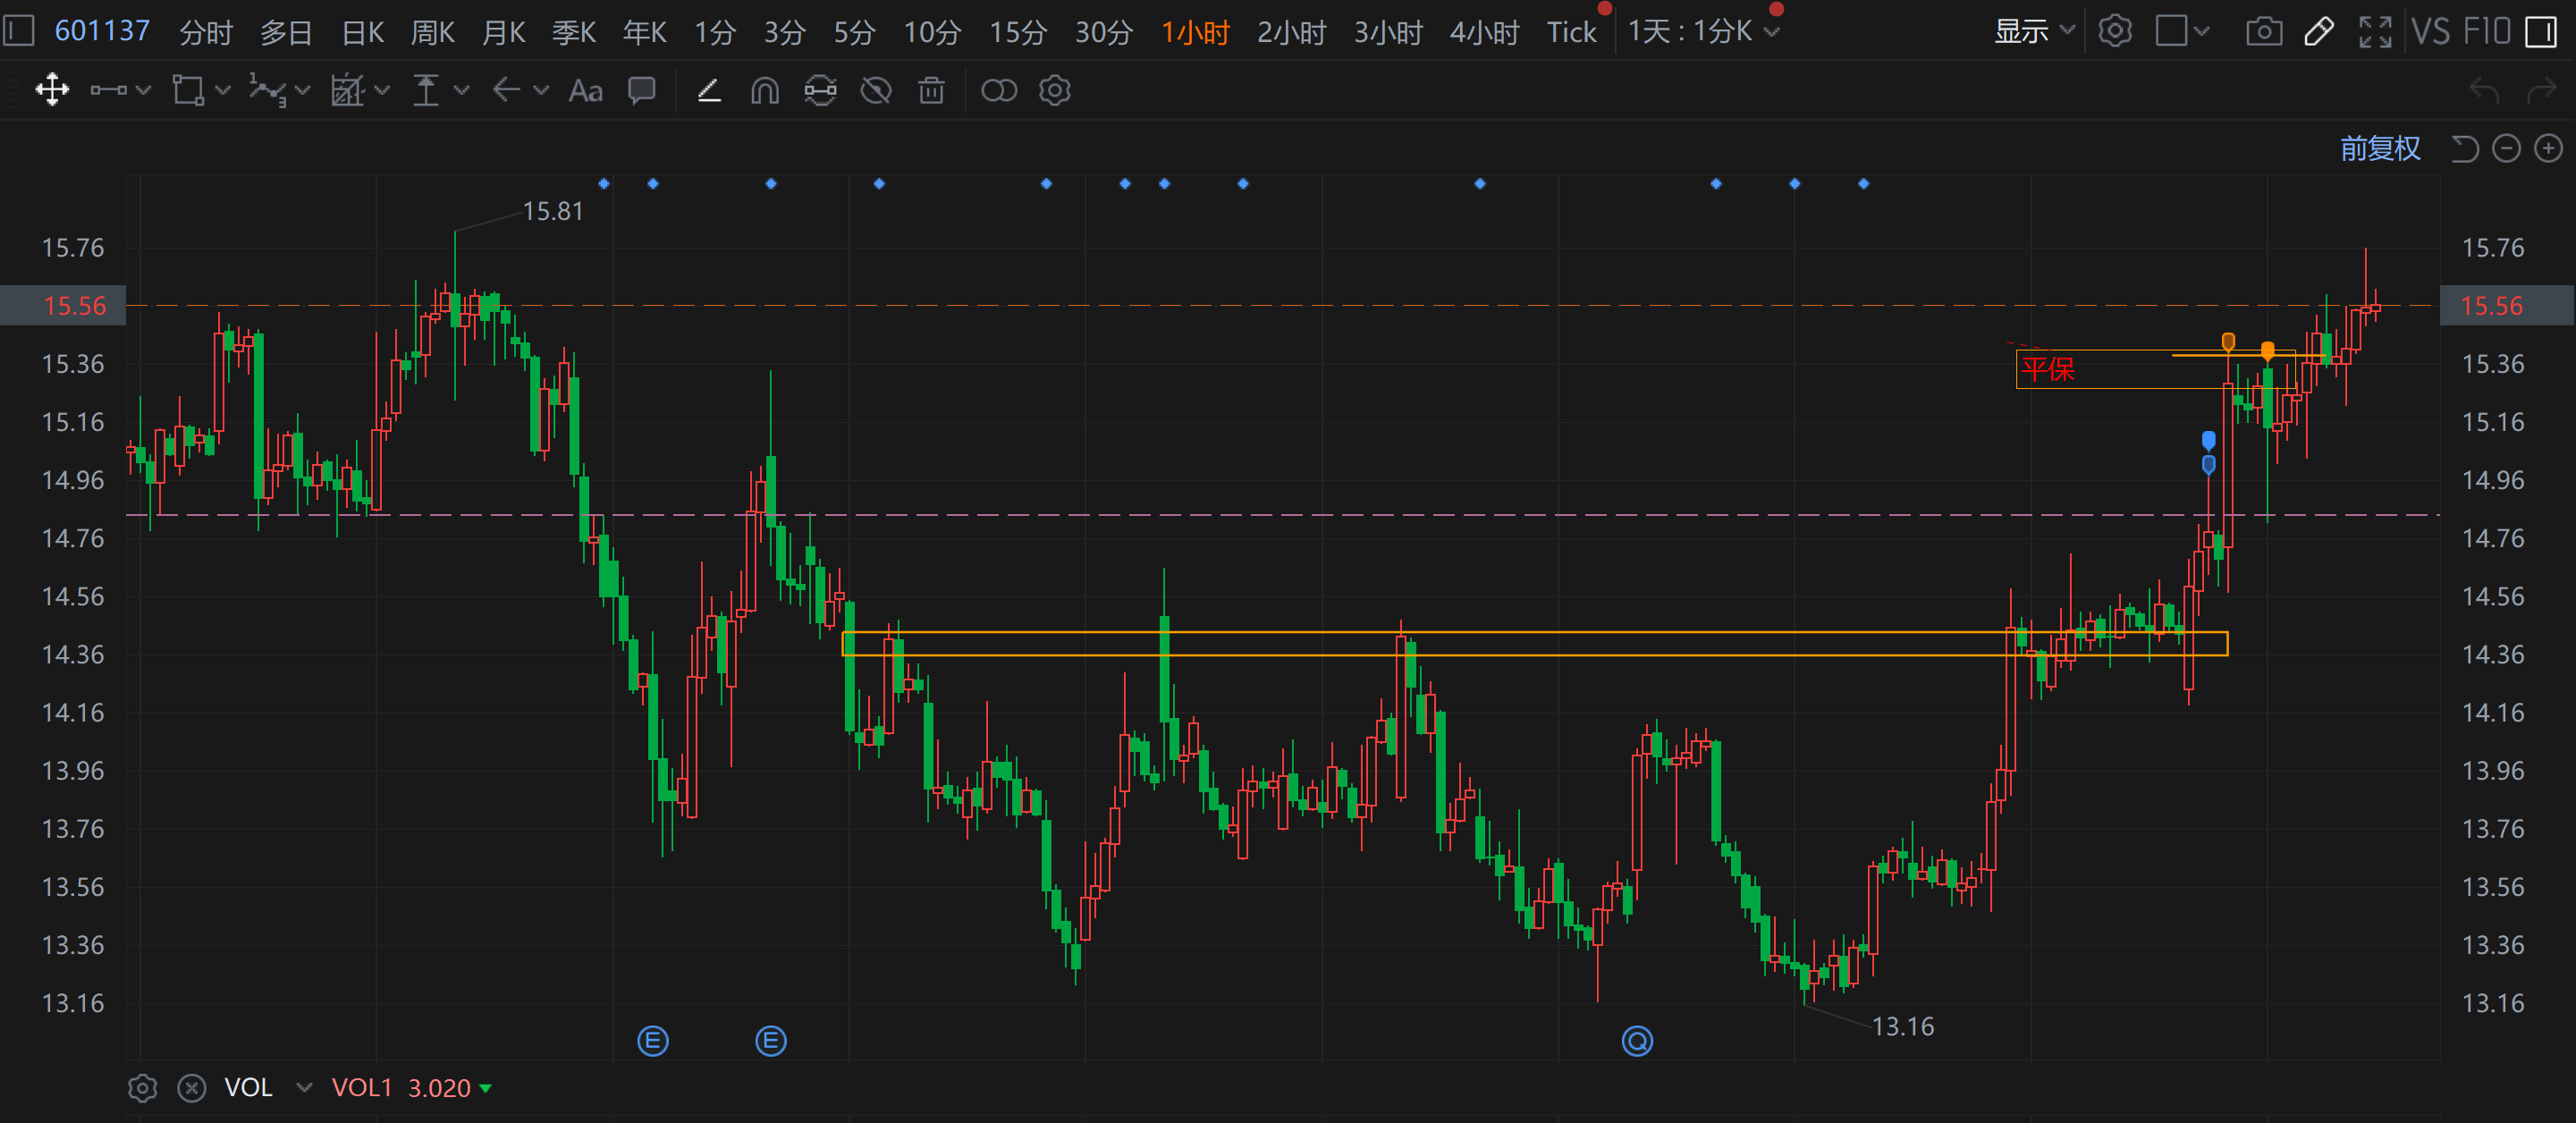 601137 分时 多日 日K 周K 月K 季K 年K 1分 3分 5分 10分 15分 30分 1小时 2小时 3小时 4小时 Tick 1天 : 1分K 显示 VS F10
Aa
前复权
15.81
15.76 15.76
15.56 15.56
15.36 平保 15.36
15.16 15.16
14.96 14.96
14.76 14.76
14.56 14.56
14.36 14.36
14.16 14.16
13.96 13.96
13.76 13.76
13.56 13.56
13.36 13.36
13.16 13.16
13.16
E E Q
VOL VOL1 3.020